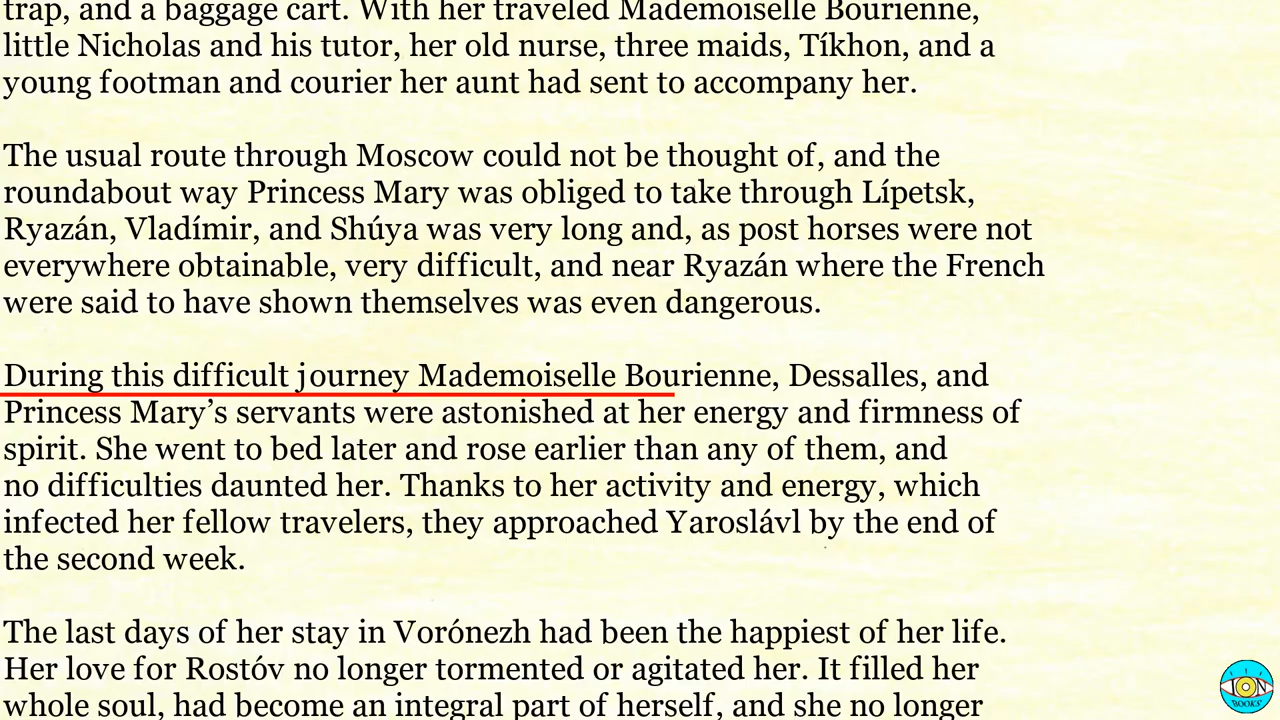 trap, and a baggage cart. With her traveled Mademoiselle Bourienne,
little Nicholas and his tutor, her old nurse, three maids, Tíkhon, and a
young footman and courier her aunt had sent to accompany her.
The usual route through Moscow could not be thought of, and the
roundabout way Princess Mary was obliged to take through Lípetsk,
Ryazán, Vladímir, and Shúya was very long and, as post horses were not
everywhere obtainable, very difficult, and near Ryazán where the French
were said to have shown themselves was even dangerous.
During this difficult journey Mademoiselle Bourienne, Dessalles, and
Princess Mary’s servants were astonished at her energy and firmness of
spirit. She went to bed later and rose earlier than any of them, and
no difficulties daunted her. Thanks to her activity and energy, which
infected her fellow travelers, they approached Yaroslávl by the end of
the second week.
The last days of her stay in Vorónezh had been the happiest of her life.
Her love for Rostóv no longer tormented or agitated her. It filled her
whole soul, had become an integral part of herself, and she no longer
ION
BOOKS